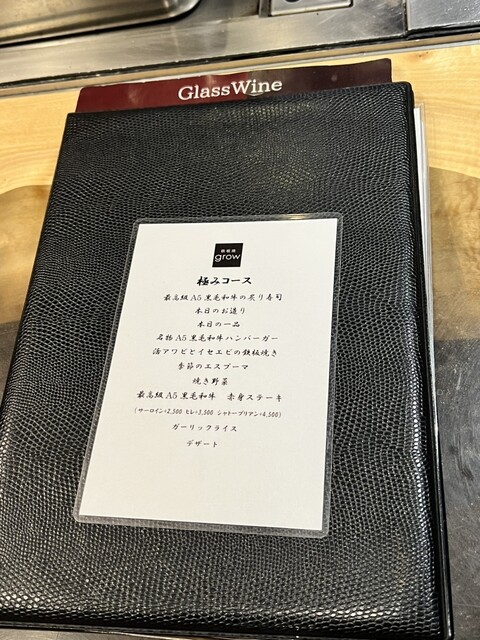 GlassWine
鉄板焼
grow
極みコース
最高級A5黒毛和牛の炙り寿司
本日のお造り
本日の一品
名物A5黒毛和牛ハンバーガー
活アワビとイセエビの鉄板焼き
季節のエスプーマ
焼き野菜
最高級A5黒毛和牛 赤身ステーキ
(サーロイン+2,500 ヒレ+3,500 シャトーブリアン+4,500)
ガーリックライス
デザート